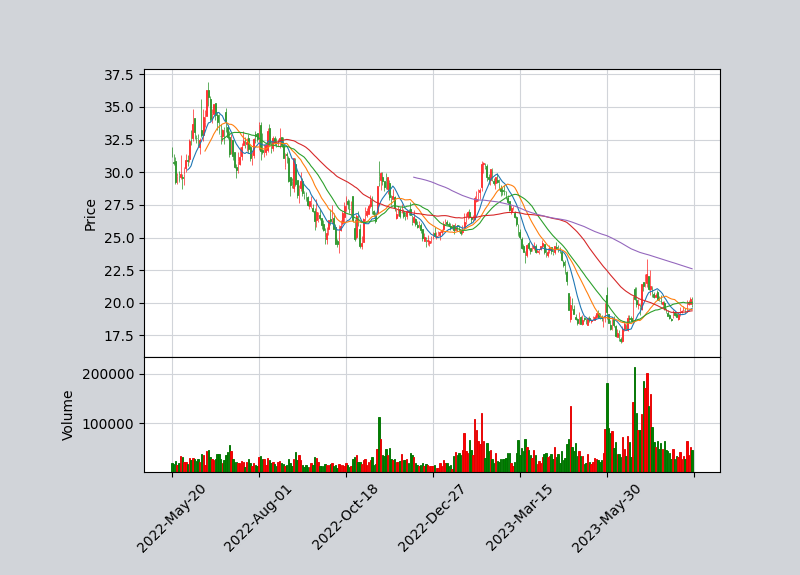 37.5
35.0
32.5
30.0
27.5
25.0
22.5
20.0
17.5
Price
200000
100000
Volume
2022-May-20
2022-Aug-01
2022-Oct-18
2022-Dec-27
2023-Mar-15
2023-May-30